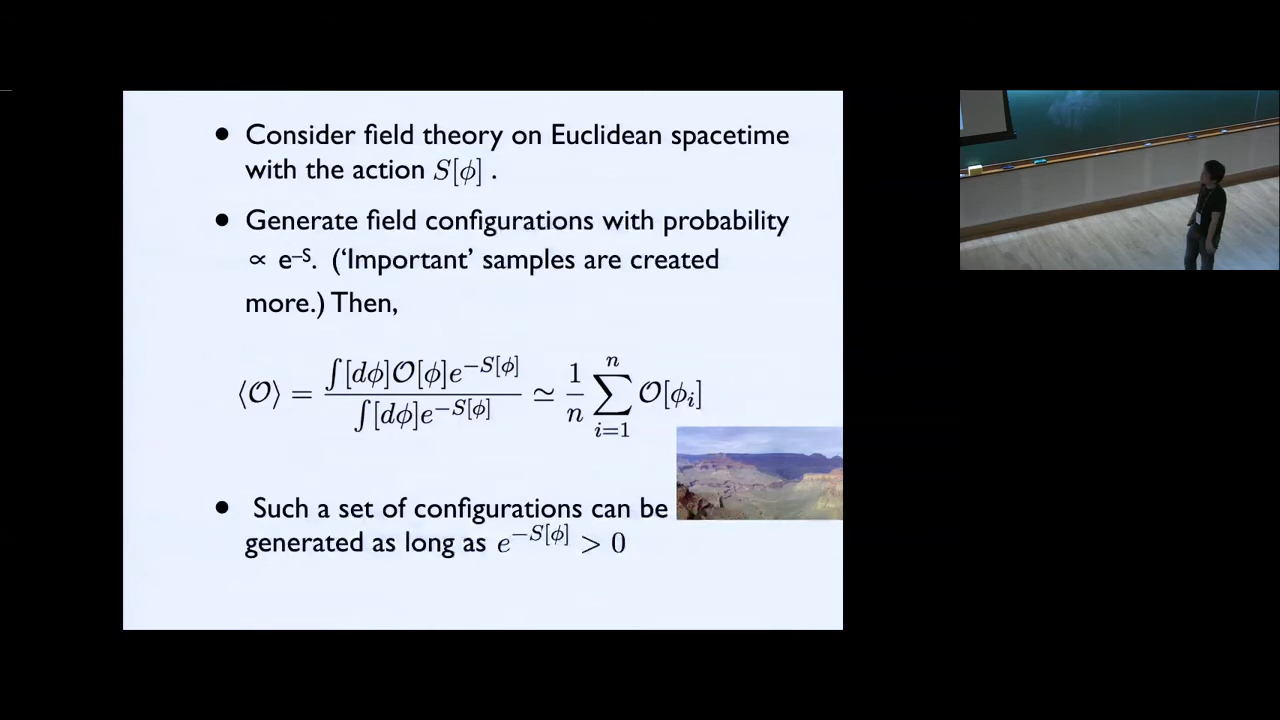 • Consider field theory on Euclidean spacetime
with the action S[ϕ] .
• Generate field configurations with probability
∝ e⁻ˢ. (‘Important’ samples are created
more.) Then,
⟨𝒪⟩ = ∫[dϕ]𝒪[ϕ]e^{−S[ϕ]} / ∫[dϕ]e^{−S[ϕ]} ≃ 1/n ∑_{i=1}^{n} 𝒪[ϕᵢ]
• Such a set of configurations can be
generated as long as e^{−S[ϕ]} > 0